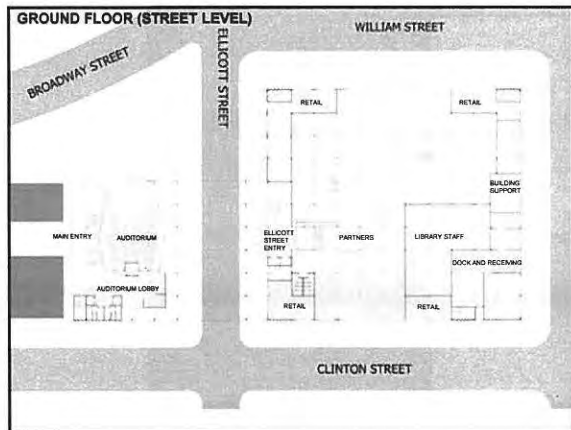 GROUND FLOOR (STREET LEVEL)
WILLIAM STREET
BROADWAY STREET
ELLICOTT STREET
RETAIL
RETAIL
BUILDING
SUPPORT
MAIN ENTRY
AUDITORIUM
ELLICOTT
STREET
ENTRY
PARTNERS
LIBRARY STAFF
DOCK AND RECEIVING
AUDITORIUM LOBBY
RETAIL
RETAIL
CLINTON STREET